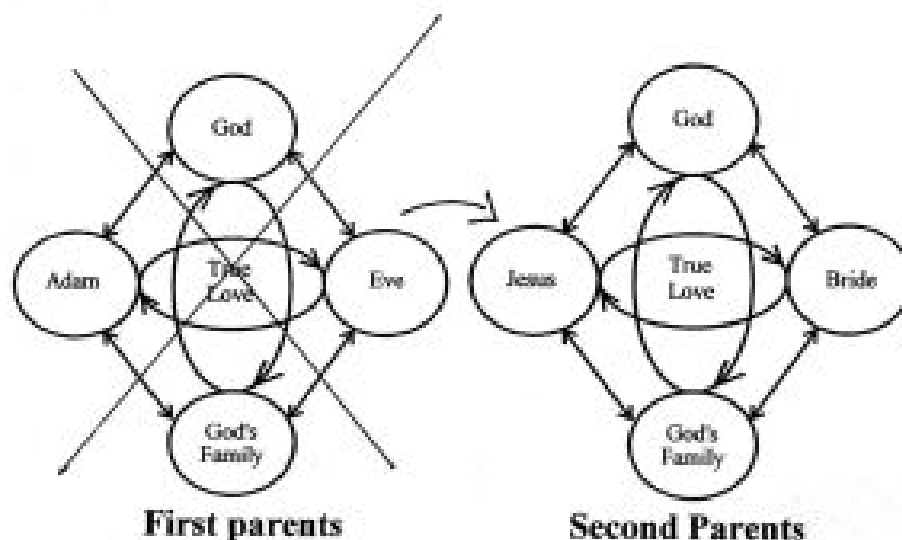 God
Adam
True
Love
Eve
God's
Family
First parents
God
Jesus
True
Love
Bride
God's
Family
Second Parents